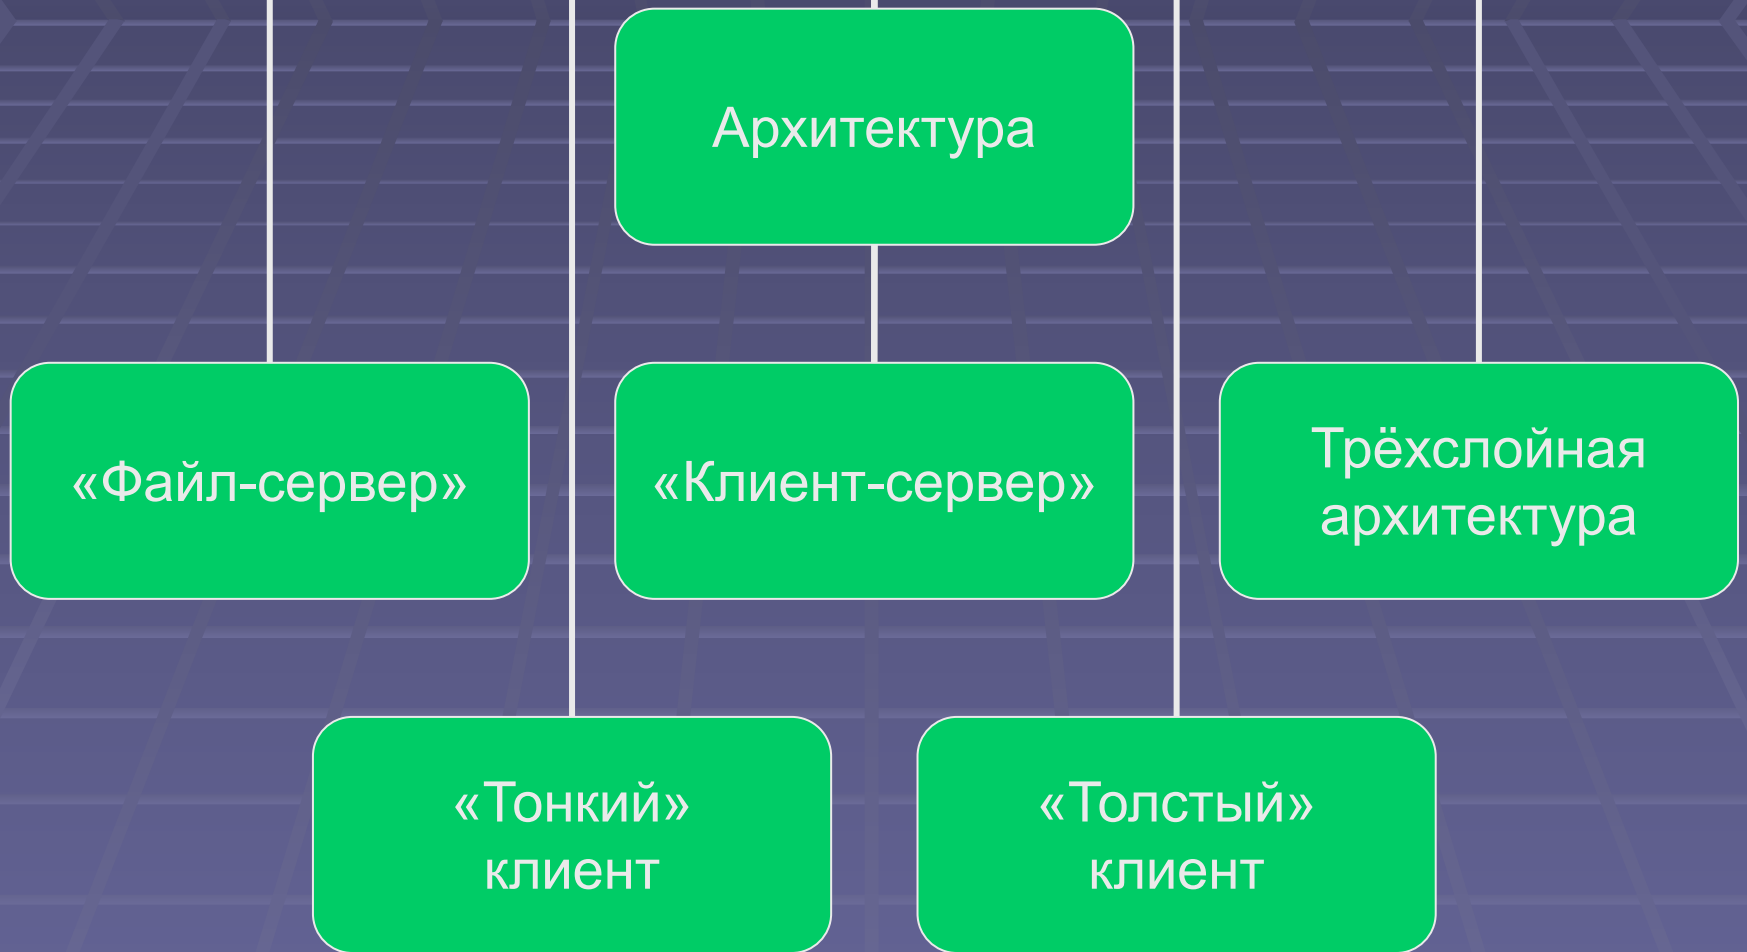 Архитектура
«Файл-сервер»
«Клиент-сервер»
Трёхслойная
архитектура
«Тонкий»
клиент
«Толстый»
клиент